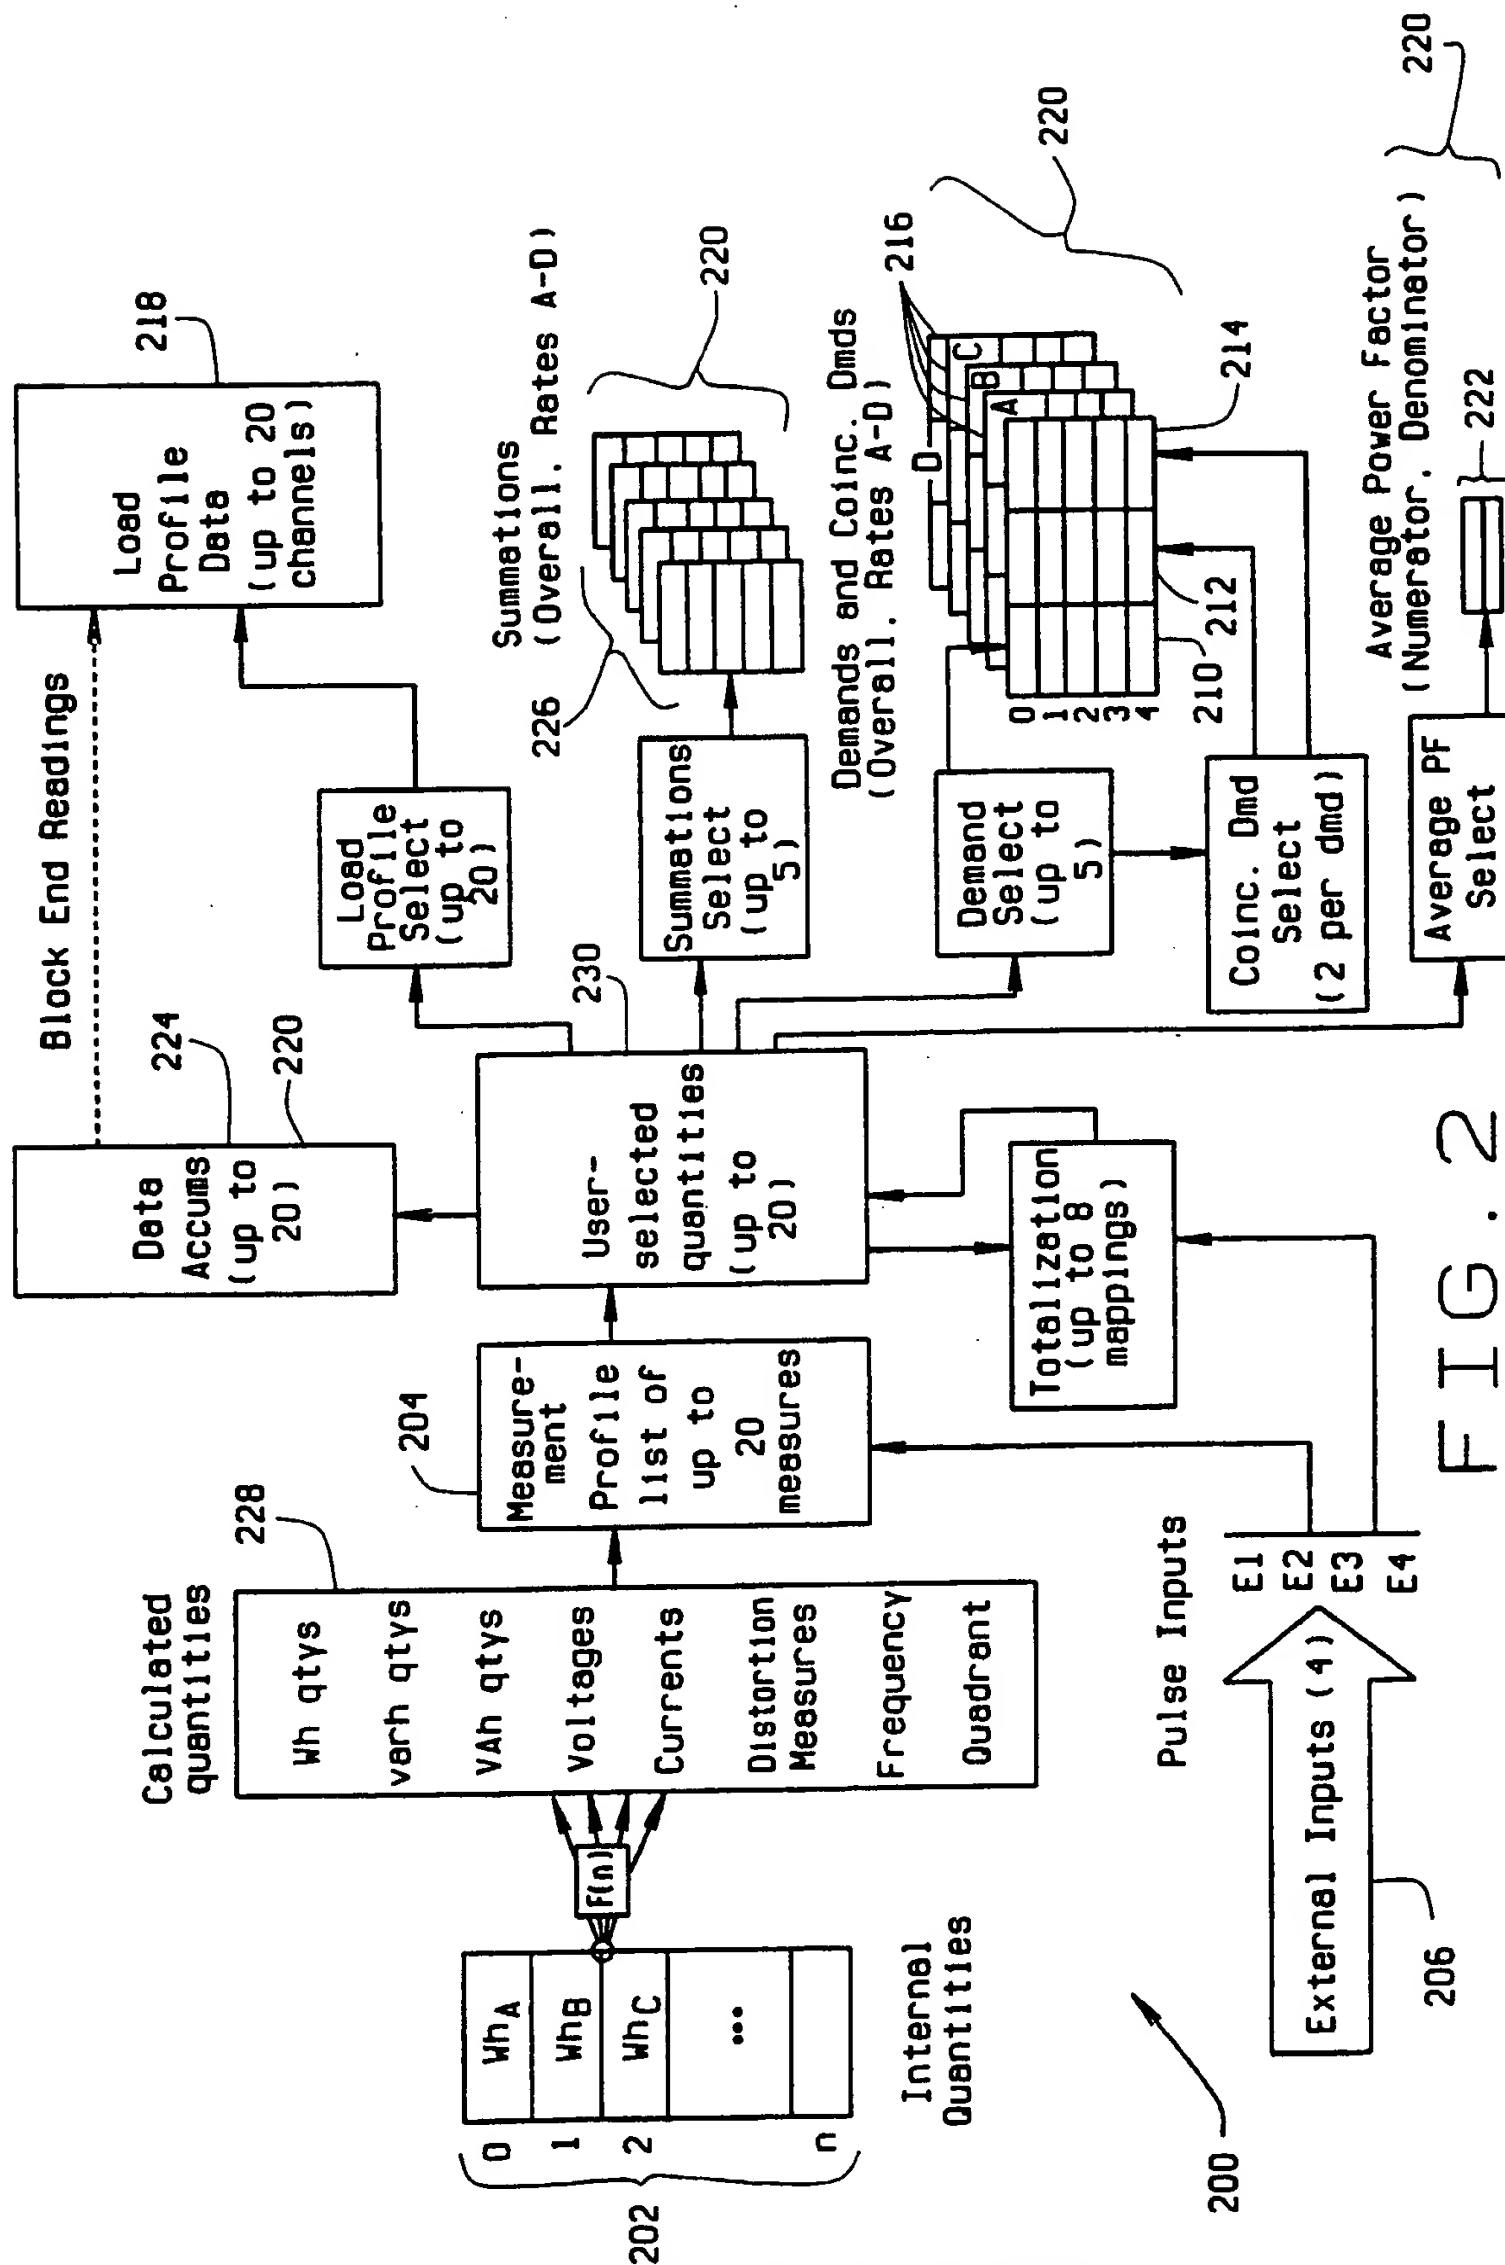 Block End Readings
224
220
Data
Accums
(up to
20)
218
Load
Profile
Data
(up to 20
channels)
Load
Profile
Select
(up to
20)
Summations
(Overall, Rates A-D)
220
226
Summations
Select
(up to
5)
230
User-
selected
quantities
(up to
20)
204
Measure-
ment
Profile
list of
up to
20
measures
Calculated
quantities
228
Wh qtys
varh qtys
VAh qtys
Voltages
Currents
Distortion
Measures
Frequency
Quadrant
f(n)
202
0
WhA
1
WhB
2
WhC
...
n
Internal
Quantities
Demands and Coinc. Dmds
(Overall, Rates A-D)
216
220
D
C
B
A
0
1
2
3
4
210
212
214
Demand
Select
(up to
5)
Coinc. Dmd
Select
(2 per dmd)
Totalization
(up to 8
mappings)
Pulse Inputs
E1
E2
E3
E4
External Inputs (4)
206
200
Average Power Factor
(Numerator, Denominator)
220
222
Average PF
Select
FIG. 2